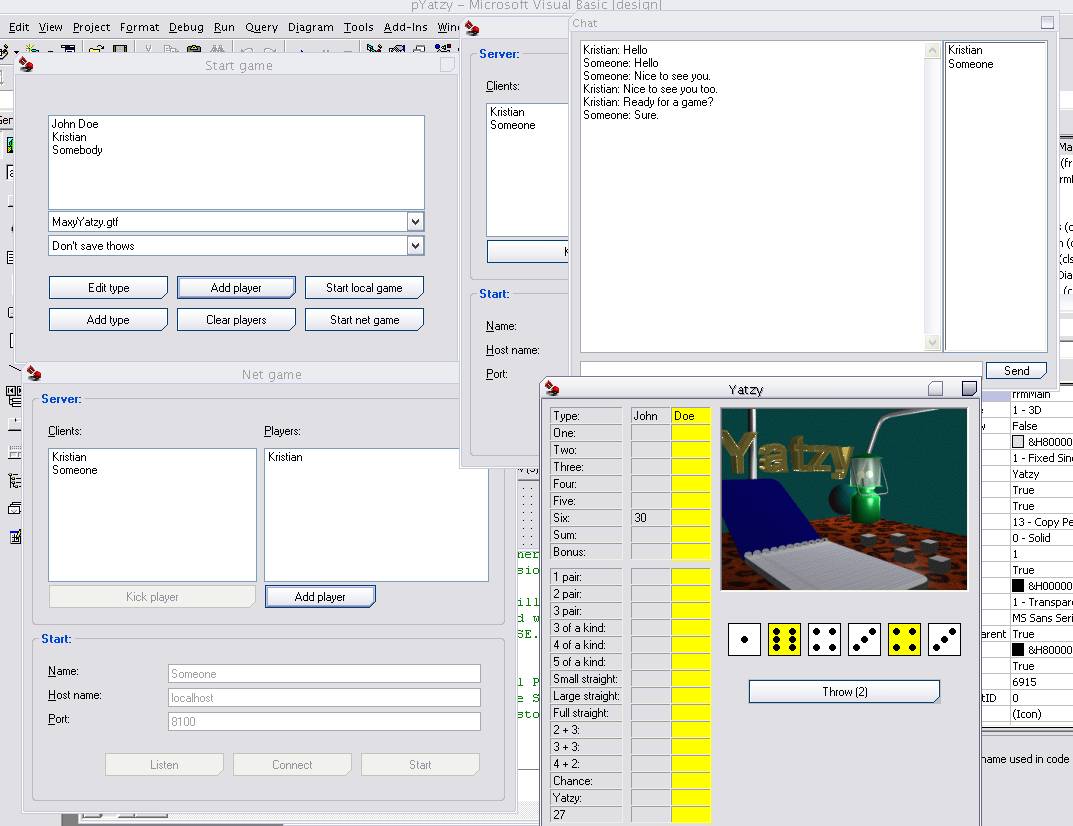 pYatzy - Microsoft Visual Basic [design]
Edit View Project Format Debug Run Query Diagram Tools Add-Ins
Start game
John Doe
Kristian
Somebody
MaxyYatzy.gtf
Don't save thows
Edit type Add player Start local game
Add type Clear players Start net game
Server:
Clients:
Kristian
Someone
Start:
Name:
Host name:
Port:
Chat
Kristian: Hello
Someone: Hello
Someone: Nice to see you.
Kristian: Nice to see you too.
Kristian: Ready for a game?
Someone: Sure.
Kristian
Someone
Send
Net game
Server:
Clients: Players:
Kristian Kristian
Someone
Kick player Add player
Start:
Name: Someone
Host name: localhost
Port: 8100
Listen Connect Start
Yatzy
Type: John Doe
One:
Two:
Three:
Four:
Five:
Six: 30
Sum:
Bonus:
1 pair:
2 pair:
3 pair:
3 of a kind:
4 of a kind:
5 of a kind:
Small straight:
Large straight:
Full straight:
2 + 3:
3 + 3:
4 + 2:
Chance:
Yatzy:
27
Yatzy
Throw (2)
frmMain
1 - 3D
False
&H80000
1 - Fixed Sin
Yatzy
True
True
13 - Copy Pe
0 - Solid
1
True
&H00000
1 - Transpar
MS Sans Seri
True
&H80000
True
6915
0
(Icon)
name used in code